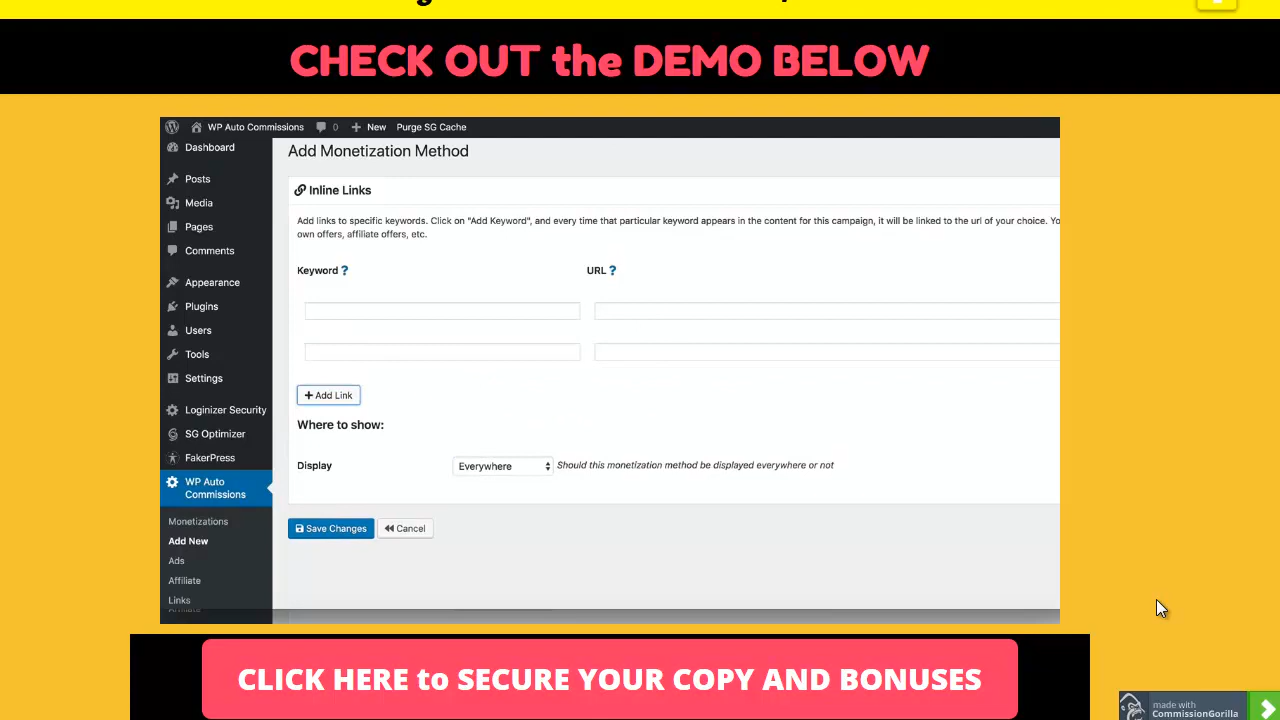 CHECK OUT the DEMO BELOW
WP Auto Commissions 0 New Purge SG Cache
Dashboard
Posts
Media
Pages
Comments
Appearance
Plugins
Users
Tools
Settings
Loginizer Security
SG Optimizer
FakerPress
WP Auto
Commissions
Monetizations
Add New
Ads
Affiliate
Links
Add Monetization Method
Inline Links
Add links to specific keywords. Click on "Add Keyword", and every time that particular keyword appears in the content for this campaign, it will be linked to the url of your choice.
own offers, affiliate offers, etc.
Keyword ? URL ?
+ Add Link
Where to show:
Display Everywhere Should this monetization method be displayed everywhere or not
Save Changes Cancel
CLICK HERE to SECURE YOUR COPY AND BONUSES
made with
CommissionGorilla